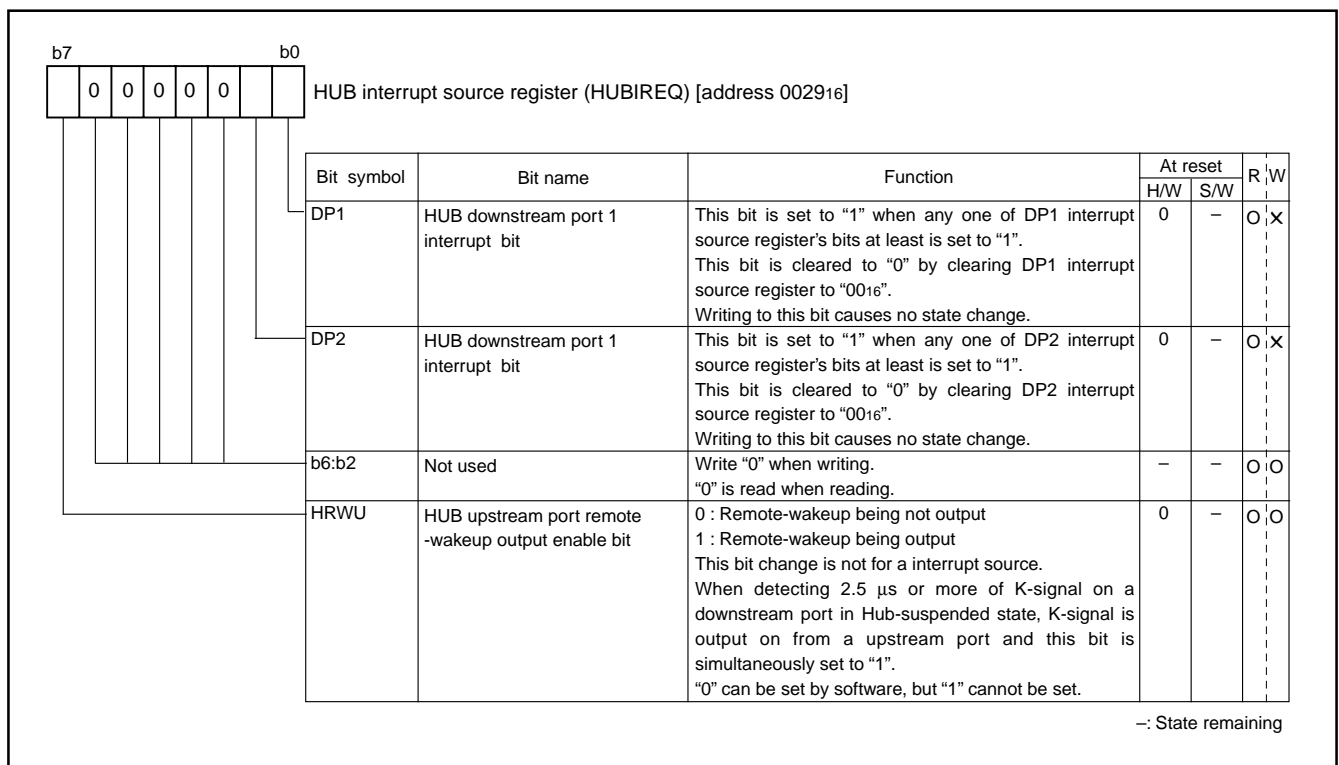 b7 b0
0 0 0 0 0
HUB interrupt source register (HUBIREQ) [address 002916]
Bit symbol Bit name Function At reset R W
H/W S/W
DP1 HUB downstream port 1 This bit is set to “1” when any one of DP1 interrupt 0 – O ×
interrupt bit source register’s bits at least is set to “1”.
This bit is cleared to “0” by clearing DP1 interrupt
source register to “0016”.
Writing to this bit causes no state change.
DP2 HUB downstream port 1 This bit is set to “1” when any one of DP2 interrupt 0 – O ×
interrupt bit source register’s bits at least is set to “1”.
This bit is cleared to “0” by clearing DP2 interrupt
source register to “0016”.
Writing to this bit causes no state change.
b6:b2 Not used Write “0” when writing. – – O O
“0” is read when reading.
HRWU HUB upstream port remote 0 : Remote-wakeup being not output 0 – O O
-wakeup output enable bit 1 : Remote-wakeup being output
This bit change is not for a interrupt source.
When detecting 2.5 μs or more of K-signal on a
downstream port in Hub-suspended state, K-signal is
output on from a upstream port and this bit is
simultaneously set to “1”.
“0” can be set by software, but “1” cannot be set.
–: State remaining